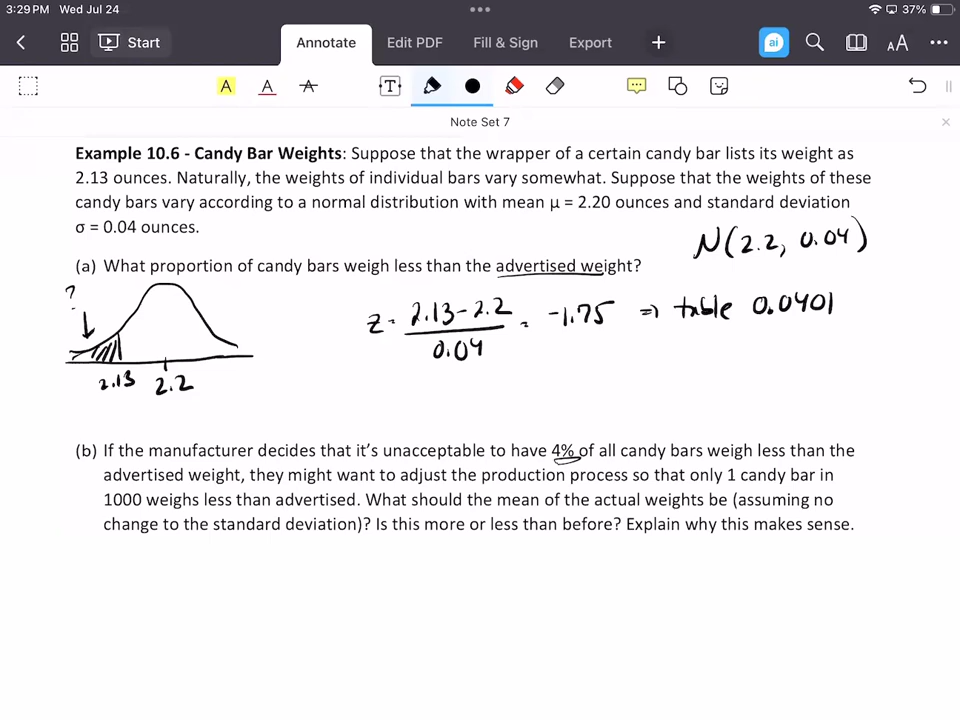 3:29 PM Wed Jul 24
37%
Start
Annotate
Edit PDF
Fill & Sign
Export
+
ai
AA
A A A
T
Note Set 7
Example 10.6 - Candy Bar Weights: Suppose that the wrapper of a certain candy bar lists its weight as
2.13 ounces. Naturally, the weights of individual bars vary somewhat. Suppose that the weights of these
candy bars vary according to a normal distribution with mean μ = 2.20 ounces and standard deviation
σ = 0.04 ounces.
N(2.2, 0.04)
(a) What proportion of candy bars weigh less than the advertised weight?
?
z = 2.13 - 2.2 / 0.04 = -1.75 ⇒ table 0.0401
2.13 2.2
(b) If the manufacturer decides that it's unacceptable to have 4% of all candy bars weigh less than the
advertised weight, they might want to adjust the production process so that only 1 candy bar in
1000 weighs less than advertised. What should the mean of the actual weights be (assuming no
change to the standard deviation)? Is this more or less than before? Explain why this makes sense.